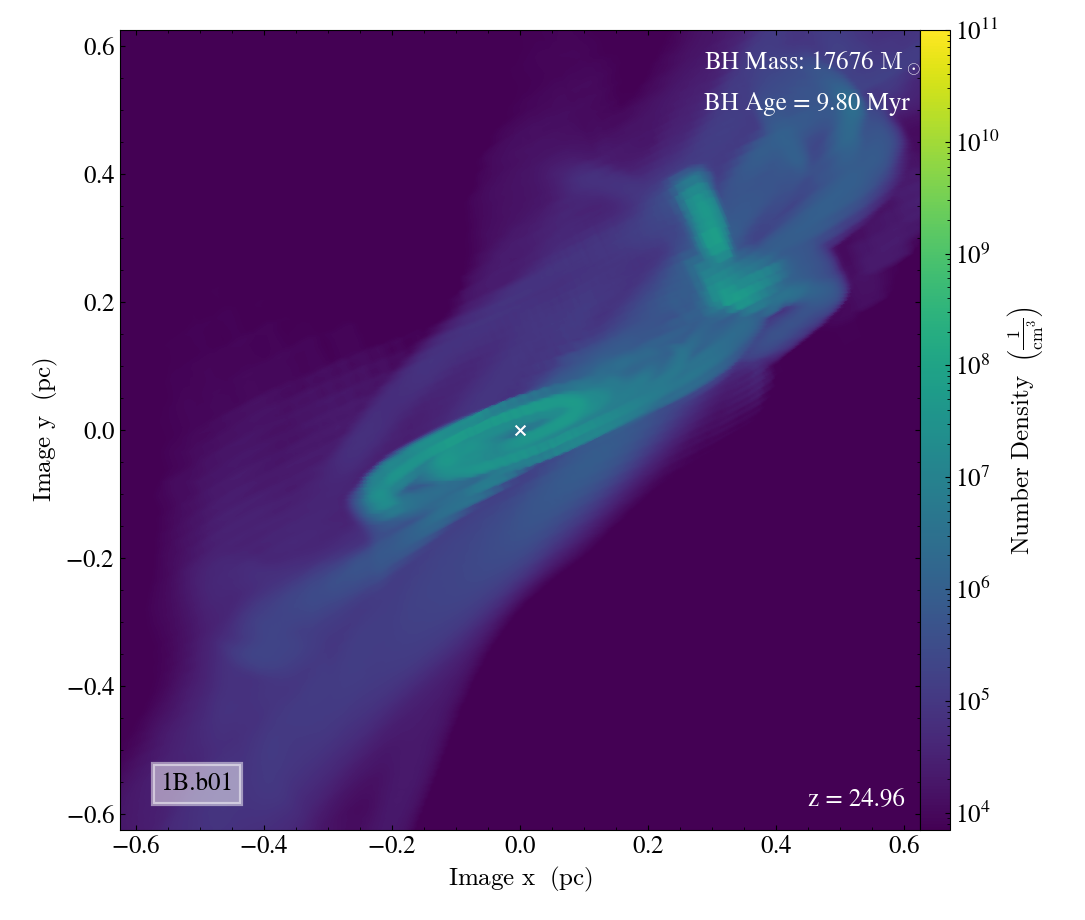 BH Mass: 17676 M⊙
BH Age = 9.80 Myr
1B.b01
z = 24.96
Image y (pc)
0.6
0.4
0.2
0.0
−0.2
−0.4
−0.6
−0.6 −0.4 −0.2 0.0 0.2 0.4 0.6
Image x (pc)
10^11
10^10
10^9
10^8
10^7
10^6
10^5
10^4
Number Density (1/cm^3)